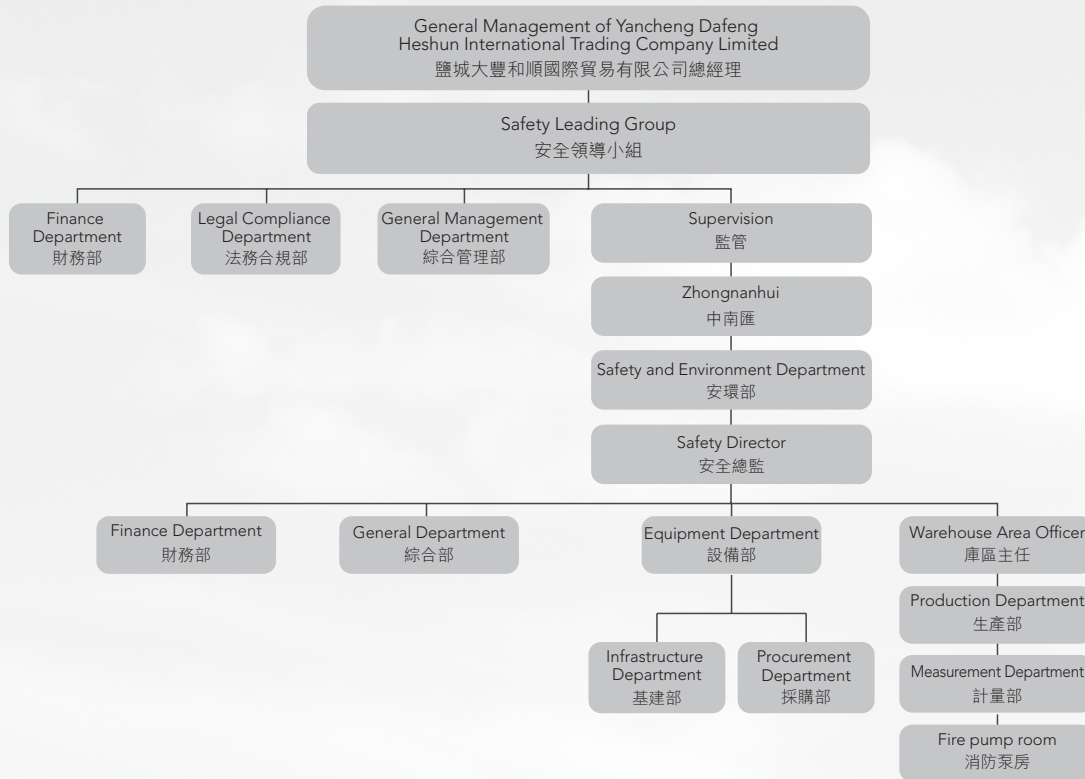 General Management of Yancheng Dafeng
Heshun International Trading Company Limited
鹽城大豐和順國際貿易有限公司總經理
Safety Leading Group
安全領導小組
Finance
Department
財務部
Legal Compliance
Department
法務合規部
General Management
Department
綜合管理部
Supervision
監管
Zhongnanhui
中南匯
Safety and Environment Department
安環部
Safety Director
安全總監
Finance Department
財務部
General Department
綜合部
Equipment Department
設備部
Warehouse Area Officer
庫區主任
Production Department
生產部
Infrastructure
Department
基建部
Procurement
Department
採購部
Measurement Department
計量部
Fire pump room
消防泵房